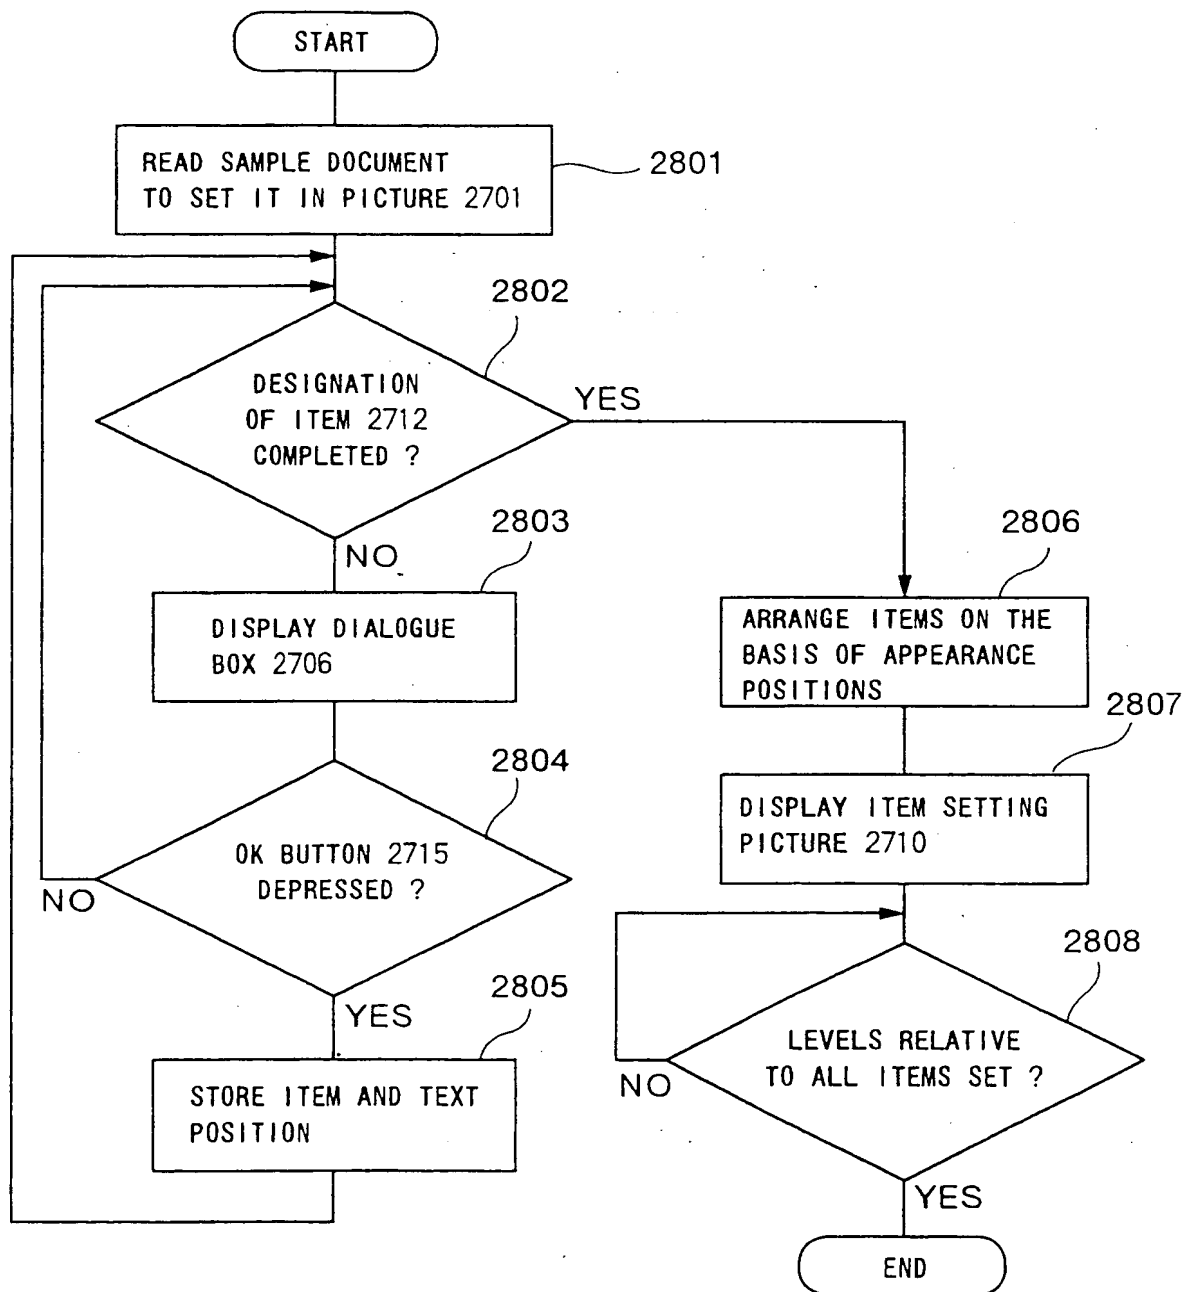 START
READ SAMPLE DOCUMENT
TO SET IT IN PICTURE 2701
2801
2802
DESIGNATION
OF ITEM 2712
COMPLETED ?
YES
NO
2803
DISPLAY DIALOGUE
BOX 2706
2804
OK BUTTON 2715
DEPRESSED ?
NO
YES
2805
STORE ITEM AND TEXT
POSITION
2806
ARRANGE ITEMS ON THE
BASIS OF APPEARANCE
POSITIONS
2807
DISPLAY ITEM SETTING
PICTURE 2710
2808
LEVELS RELATIVE
TO ALL ITEMS SET ?
NO
YES
END